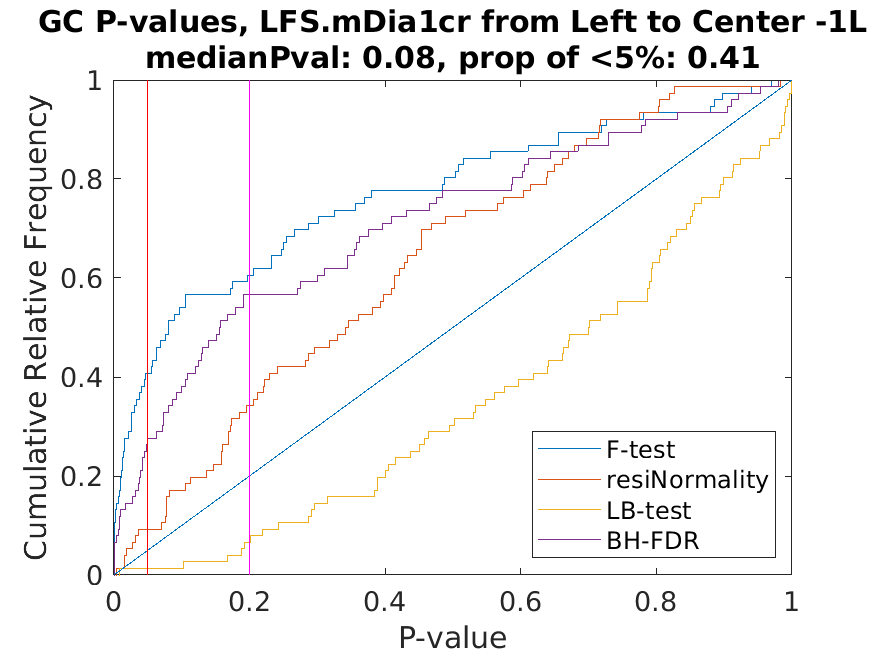 GC P-values, LFS.mDia1cr from Left to Center -1L
medianPval: 0.08, prop of <5%: 0.41
Cumulative Relative Frequency
1
0.8
0.6
0.4
0.2
0
0
0.2
0.4
0.6
0.8
1
P-value
F-test
resiNormality
LB-test
BH-FDR